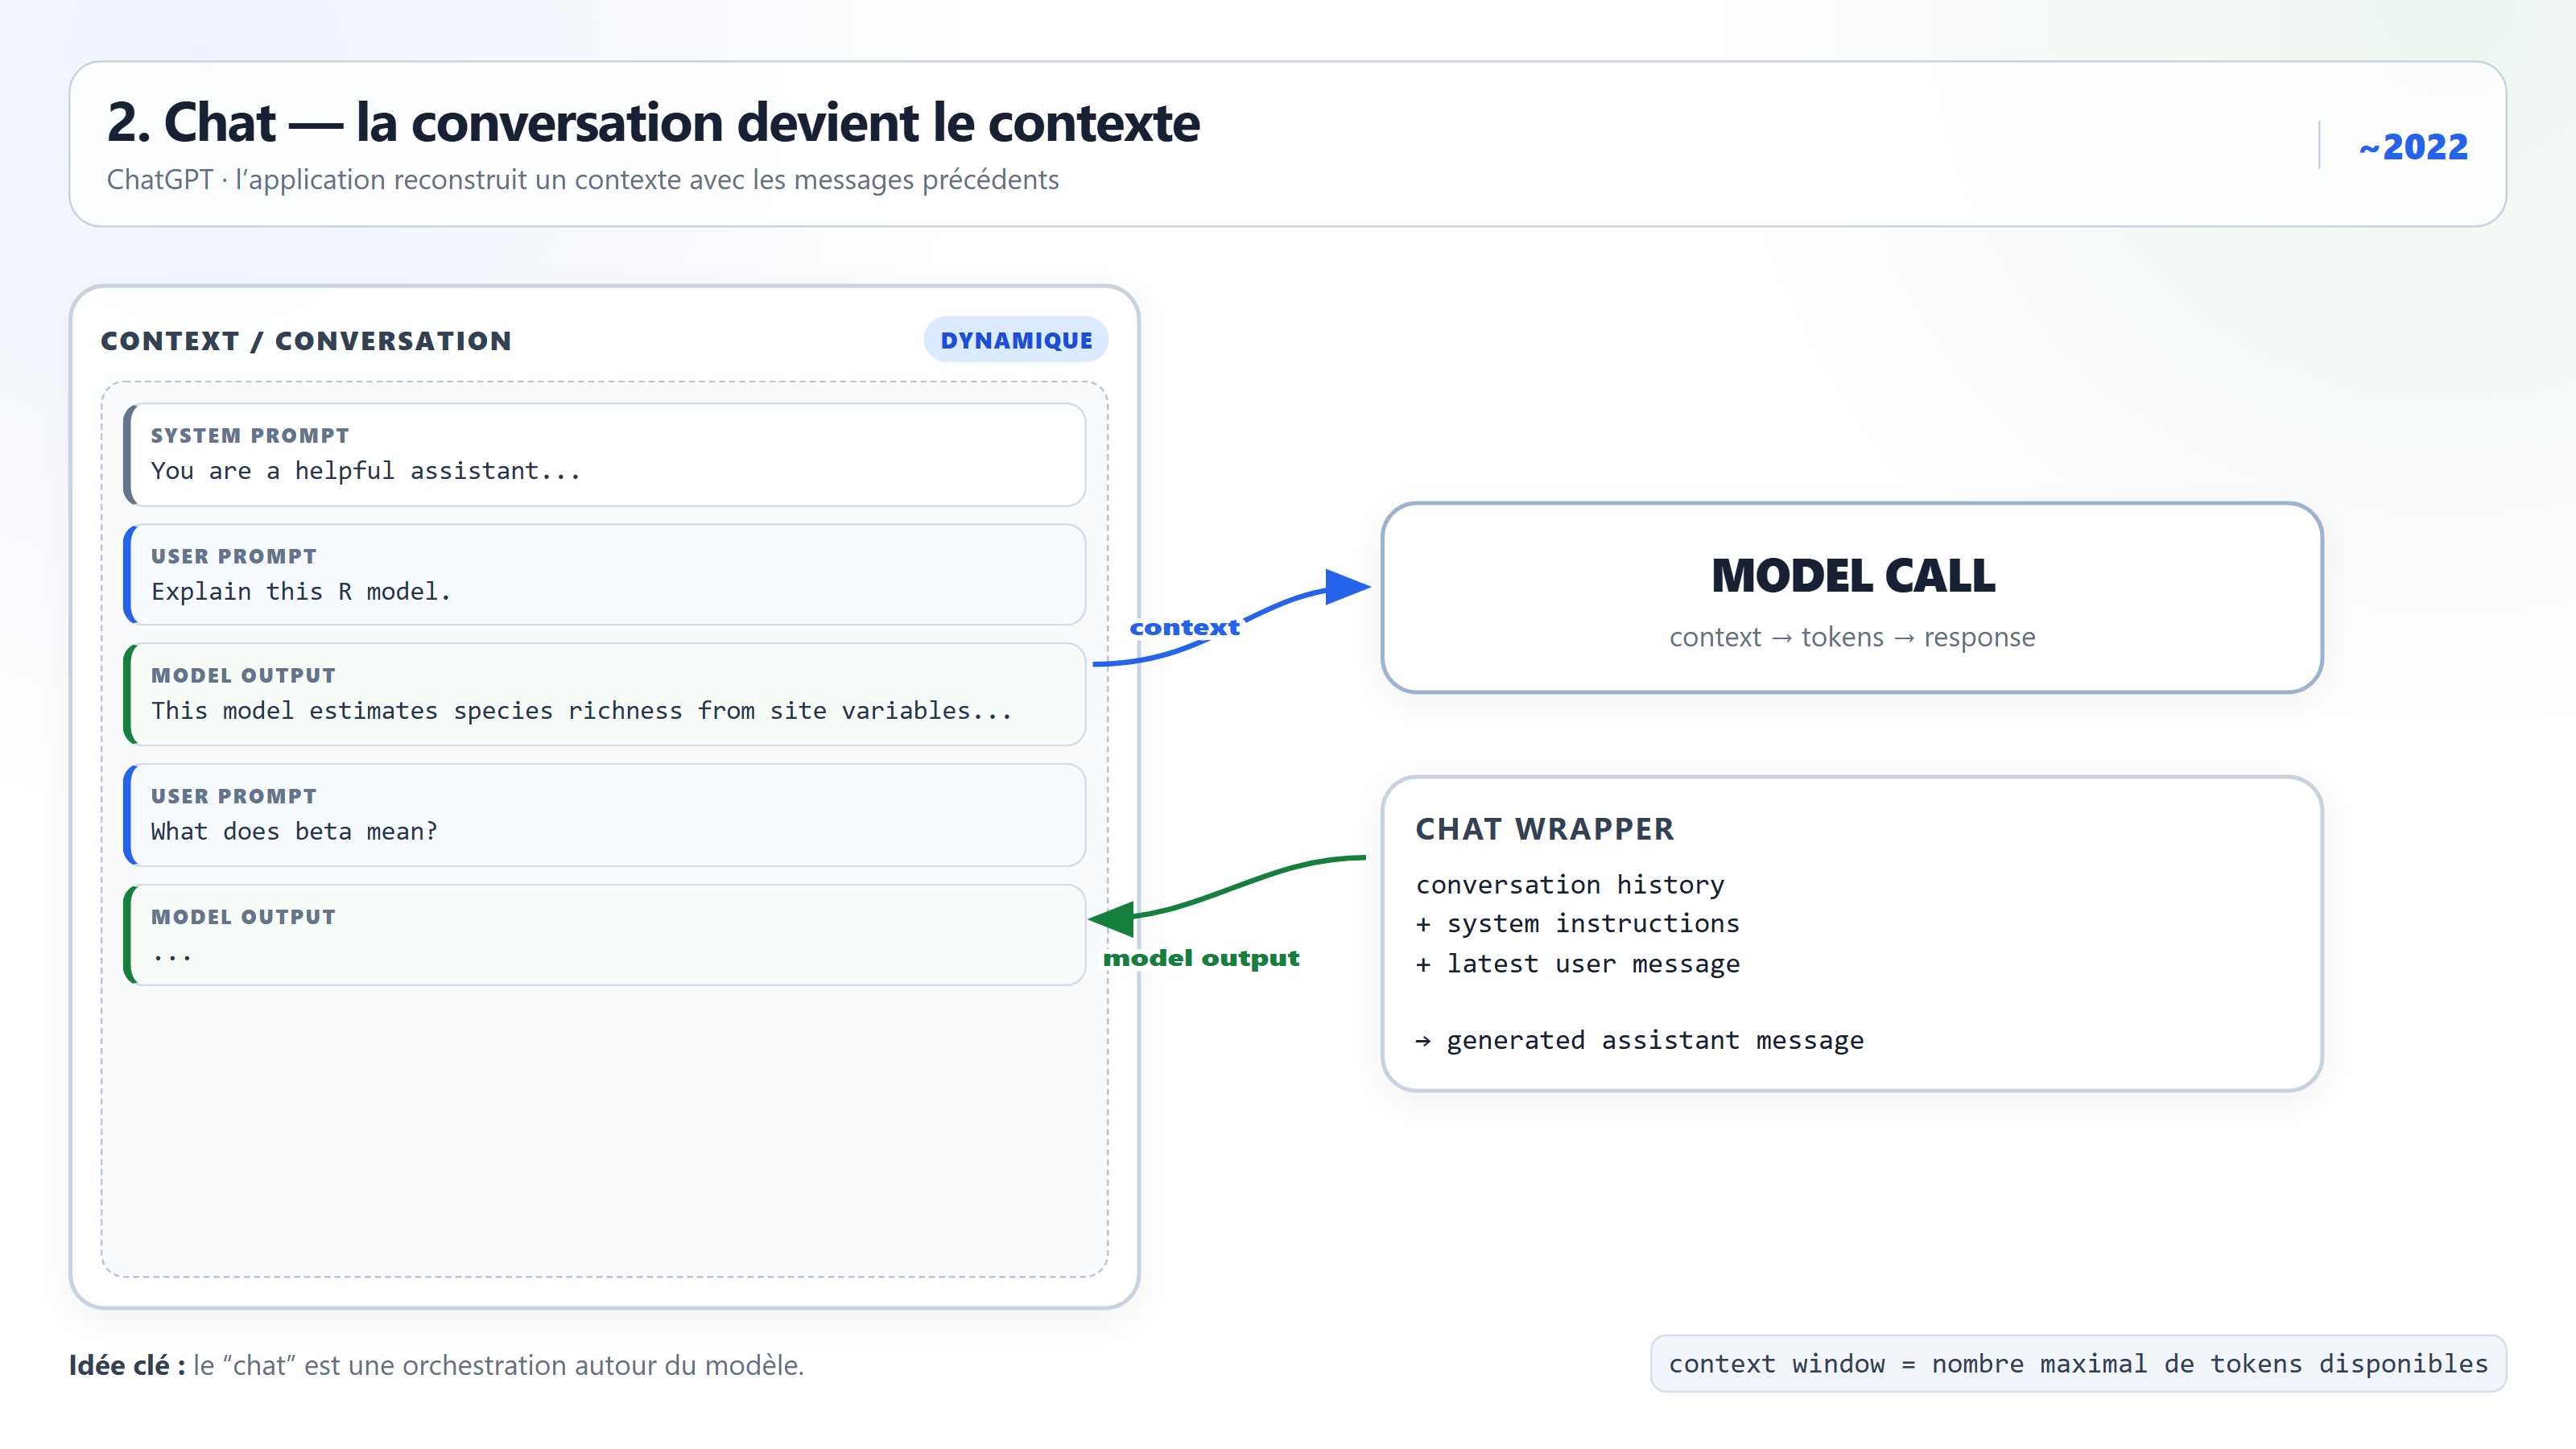 2. Chat — la conversation devient le contexte
ChatGPT · l’application reconstruit un contexte avec les messages précédents
~2022
CONTEXT / CONVERSATION
DYNAMIQUE
SYSTEM PROMPT
You are a helpful assistant...
USER PROMPT
Explain this R model.
MODEL OUTPUT
This model estimates species richness from site variables...
USER PROMPT
What does beta mean?
MODEL OUTPUT
...
context
model output
MODEL CALL
context → tokens → response
CHAT WRAPPER
conversation history
+ system instructions
+ latest user message
→ generated assistant message
Idée clé : le “chat” est une orchestration autour du modèle.
context window = nombre maximal de tokens disponibles